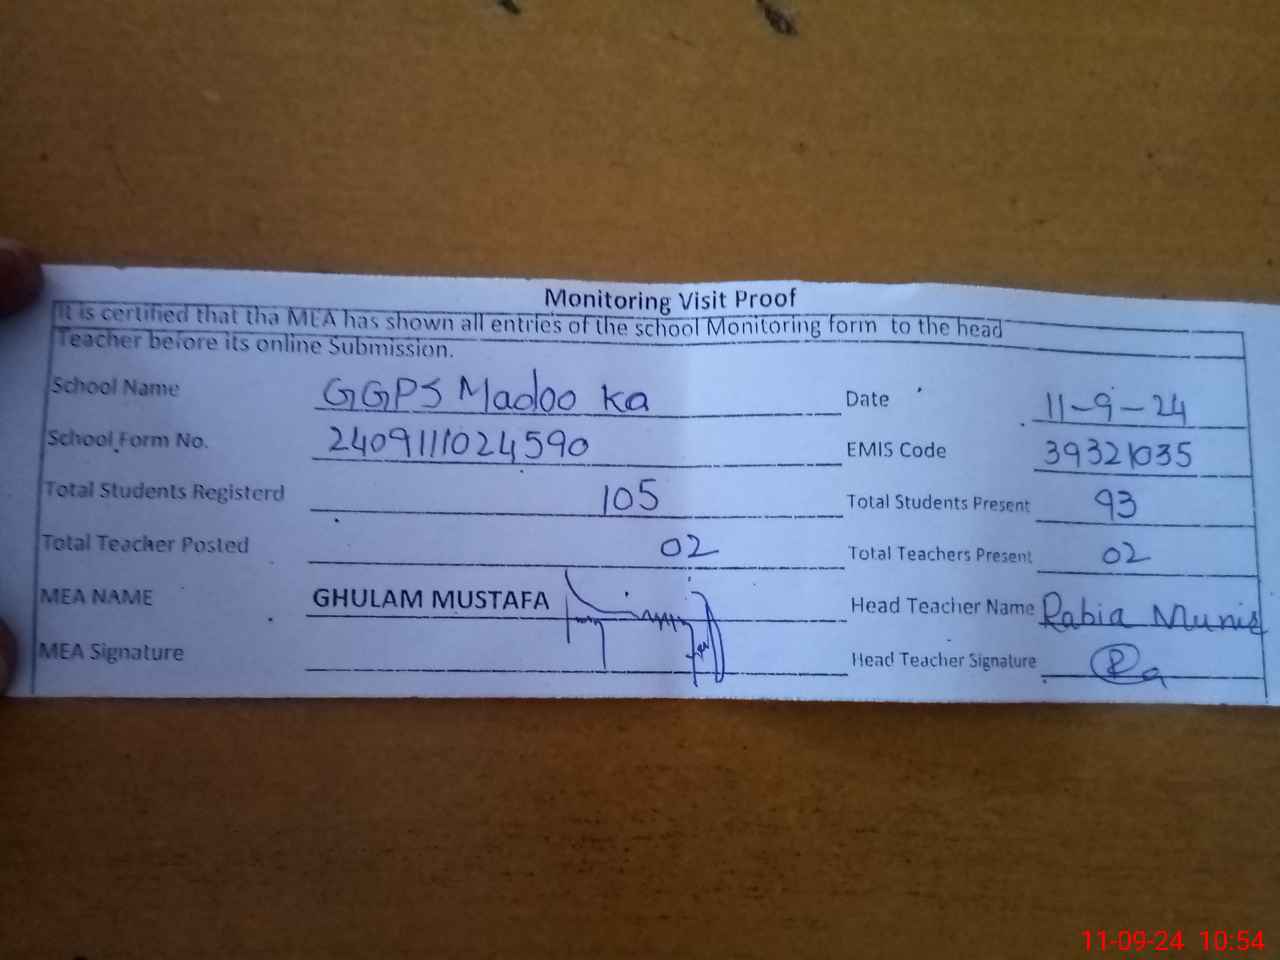 Monitoring Visit Proof
It is certified that tha MEA has shown all entries of the school Monitoring form to the head
Teacher before its online Submission.
School Name GGPS Madoo Ka Date 11-9-24
School Form No. 2409111024590 EMIS Code 39321035
Total Students Registerd 105 Total Students Present 93
Total Teacher Posted 02 Total Teachers Present 02
MEA NAME GHULAM MUSTAFA Head Teacher Name Rabia Munir
MEA Signature Head Teacher Signature
11-09-24 10:54